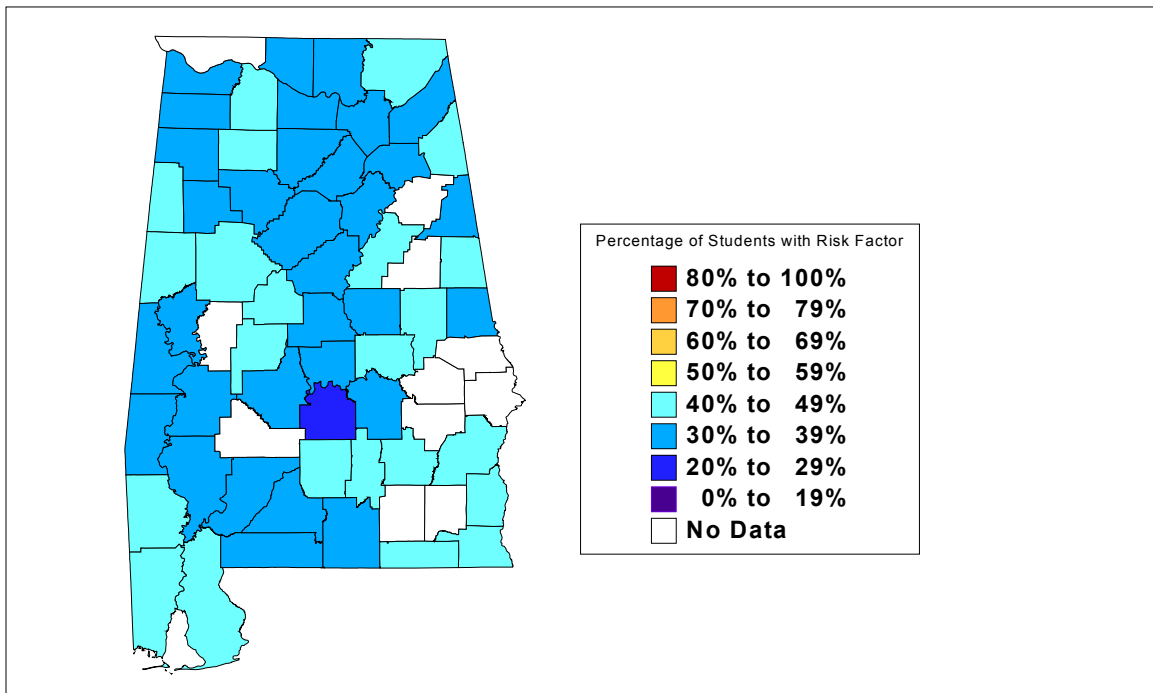 Percentage of Students with Risk Factor
80% to 100%
70% to 79%
60% to 69%
50% to 59%
40% to 49%
30% to 39%
20% to 29%
0% to 19%
No Data